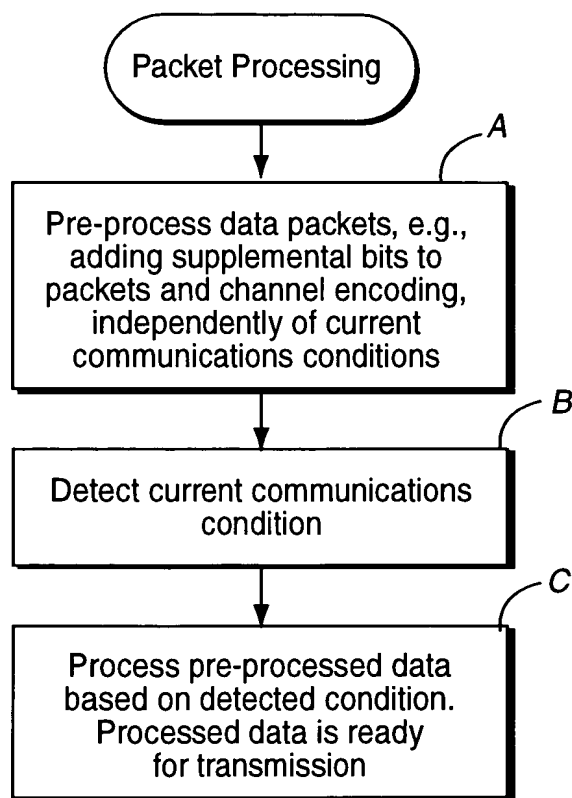 Packet Processing
A
Pre-process data packets, e.g.,
adding supplemental bits to
packets and channel encoding,
independently of current
communications conditions
B
Detect current communications
condition
C
Process pre-processed data
based on detected condition.
Processed data is ready
for transmission